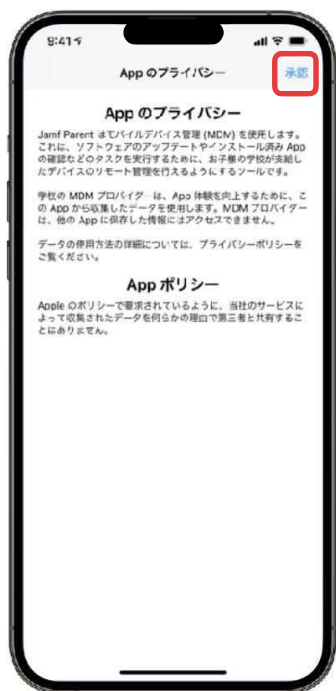 9:41
App のプライバシー
承認
App のプライバシー
Jamf Parent はモバイルデバイス管理 (MDM) を使用します。
これは、ソフトウェアのアップデートやインストール済み App
の確認などのタスクを実行するために、お子様の学校が支給し
たデバイスのリモート管理を行えるようにするツールです。
学校の MDM プロバイダーは、App 体験を向上するために、こ
の App から収集したデータを使用します。MDM プロバイダー
は、他の App に保存した情報にはアクセスできません。
データの使用方法の詳細については、プライバシーポリシーを
ご覧ください。
App ポリシー
Apple のポリシーで要求されているように、当社のサービスに
よって収集されたデータを何らかの理由で第三者と共有するこ
とはありません。